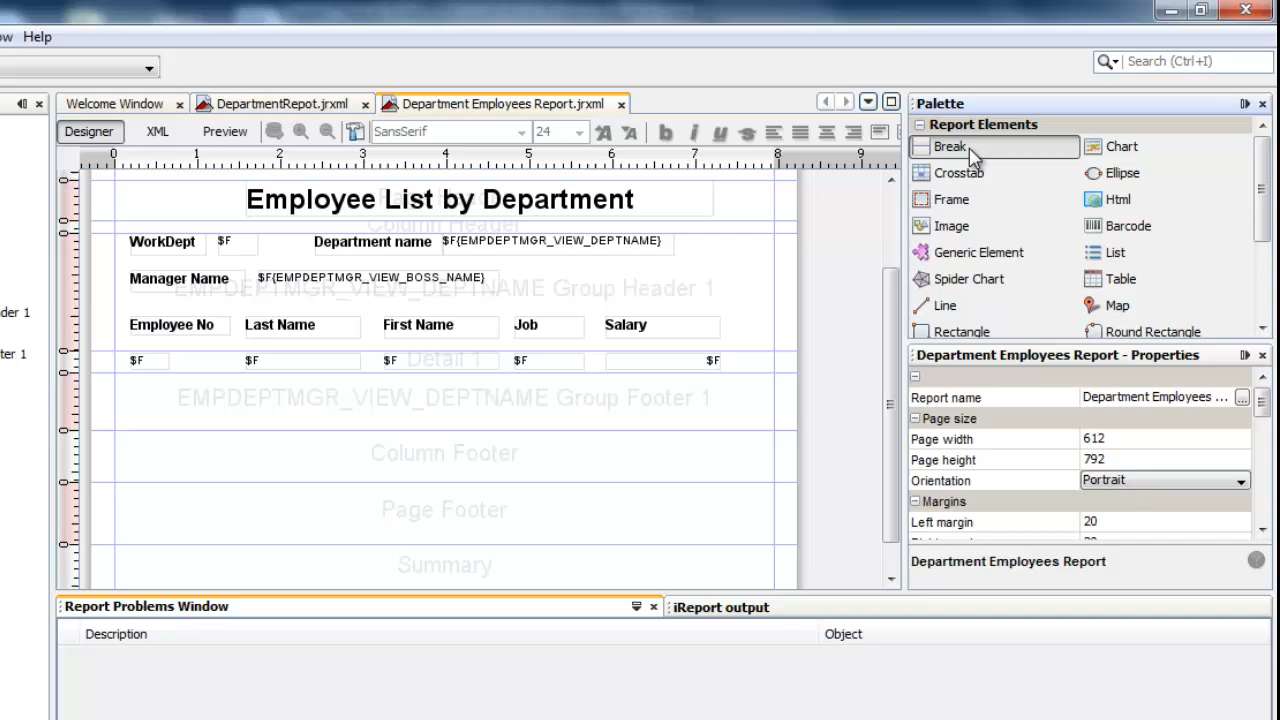 ow Help
Search (Ctrl+I)
Welcome Window DepartmentRepot.jrxml Department Employees Report.jrxml
Designer XML Preview SansSerif 24
0 1 2 3 4 5 6 7 8 9
Employee List by Department
Column Header
WorkDept $F Department name $F{EMPDEPTMGR_VIEW_DEPTNAME}
Manager Name $F{EMPDEPTMGR_VIEW_BOSS_NAME}
EMPDEPTMGR_VIEW_DEPTNAME Group Header 1
Employee No Last Name First Name Job Salary
$F $F $F $F $F
Detail 1
EMPDEPTMGR_VIEW_DEPTNAME Group Footer 1
Column Footer
Page Footer
Summary
der 1
ter 1
Palette
Report Elements
Break Chart
Crosstab Ellipse
Frame Html
Image Barcode
Generic Element List
Spider Chart Table
Line Map
Rectangle Round Rectangle
Department Employees Report - Properties
Report name Department Employees ... ...
Page size
Page width 612
Page height 792
Orientation Portrait
Margins
Left margin 20
Department Employees Report
Report Problems Window iReport output
Description Object